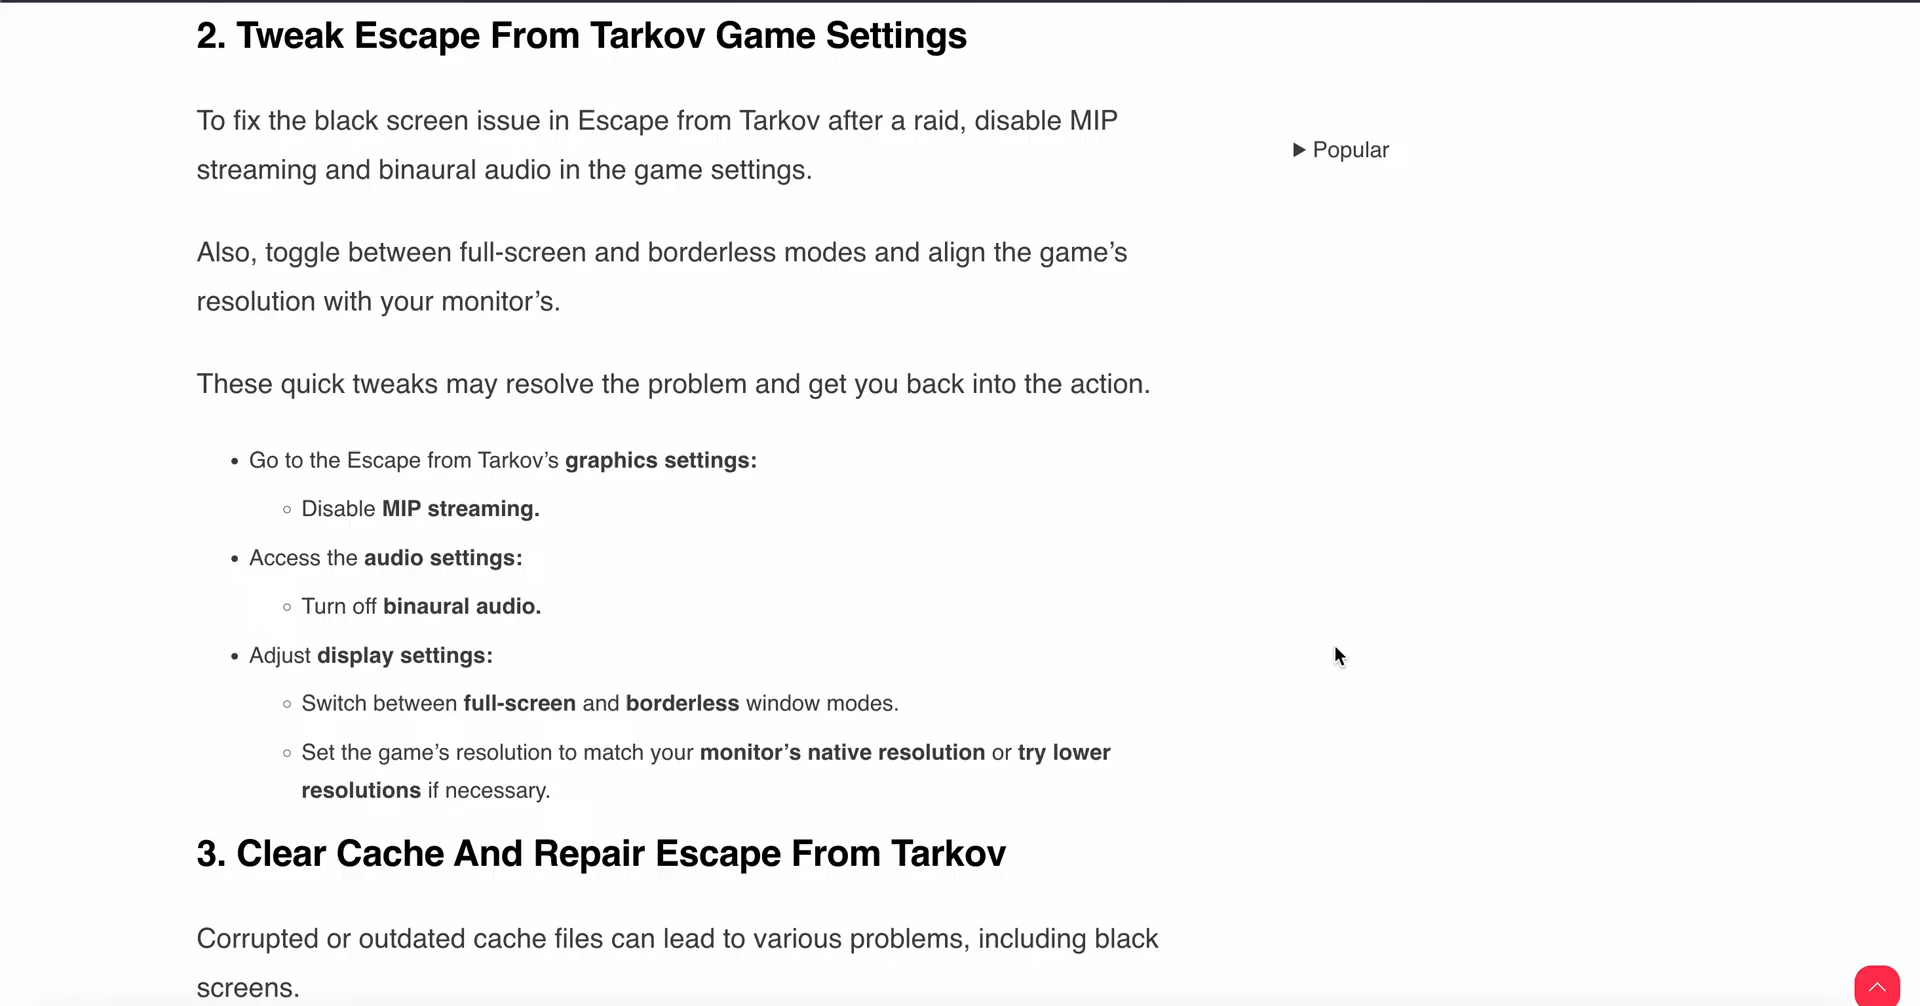 2. Tweak Escape From Tarkov Game Settings
To fix the black screen issue in Escape from Tarkov after a raid, disable MIP
streaming and binaural audio in the game settings.
Popular
Also, toggle between full-screen and borderless modes and align the game’s
resolution with your monitor’s.
These quick tweaks may resolve the problem and get you back into the action.
Go to the Escape from Tarkov’s graphics settings:
Disable MIP streaming.
Access the audio settings:
Turn off binaural audio.
Adjust display settings:
Switch between full-screen and borderless window modes.
Set the game’s resolution to match your monitor’s native resolution or try lower
resolutions if necessary.
3. Clear Cache And Repair Escape From Tarkov
Corrupted or outdated cache files can lead to various problems, including black
screens.